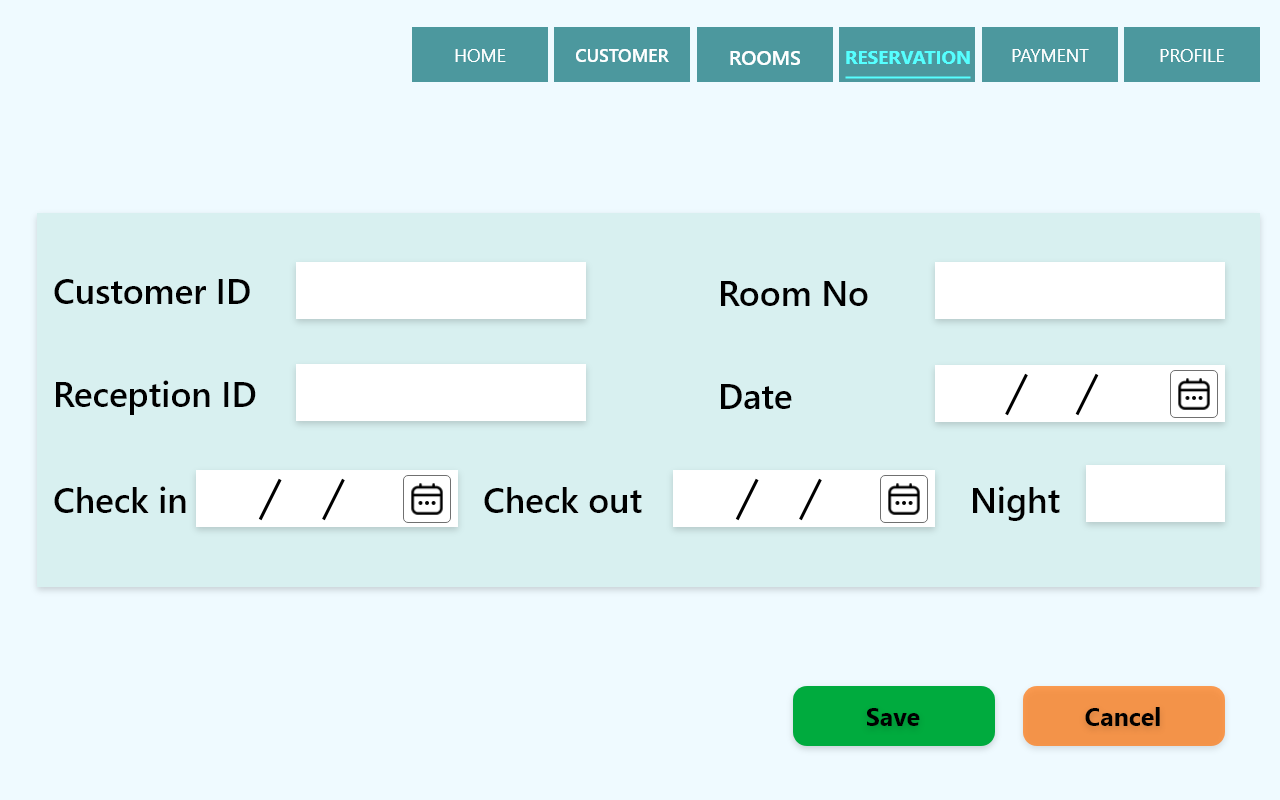 HOME CUSTOMER ROOMS RESERVATION PAYMENT PROFILE
Customer ID Room No
Reception ID Date / /
Check in / / Check out / / Night
Save Cancel